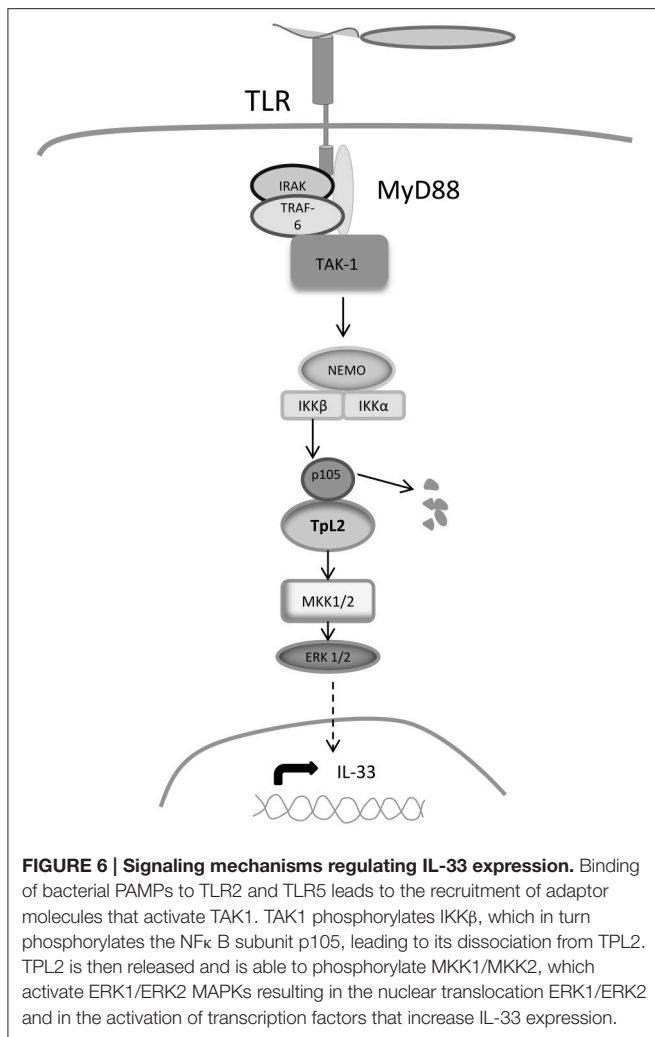 TLR
MyD88
IRAK
TRAF-
6
TAK-1
NEMO
IKKβ
IKKα
p105
TpL2
MKK1/2
ERK 1/2
IL-33
FIGURE 6 | Signaling mechanisms regulating IL-33 expression. Binding
of bacterial PAMPs to TLR2 and TLR5 leads to the recruitment of adaptor
molecules that activate TAK1. TAK1 phosphorylates IKKβ, which in turn
phosphorylates the NFκ B subunit p105, leading to its dissociation from TPL2.
TPL2 is then released and is able to phosphorylate MKK1/MKK2, which
activate ERK1/ERK2 MAPKs resulting in the nuclear translocation ERK1/ERK2
and in the activation of transcription factors that increase IL-33 expression.